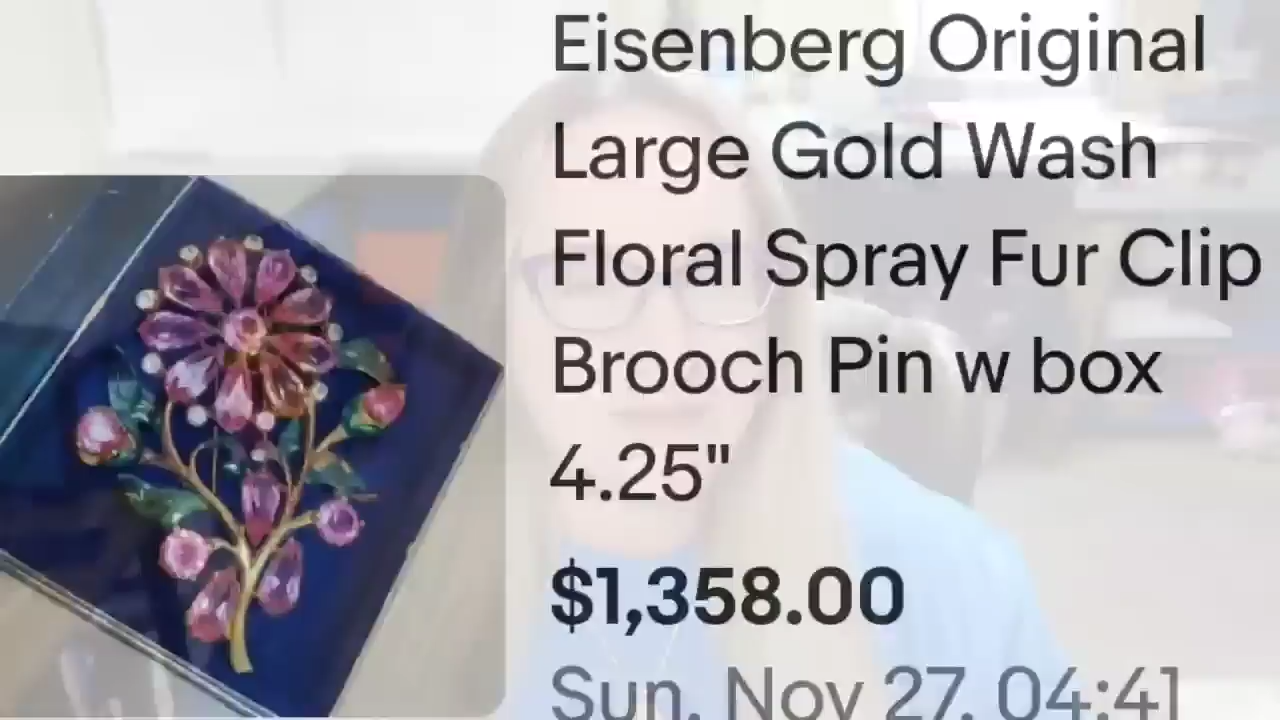 Eisenberg Original
Large Gold Wash
Floral Spray Fur Clip
Brooch Pin w box
4.25"
$1,358.00
Sun, Nov 27, 04:41